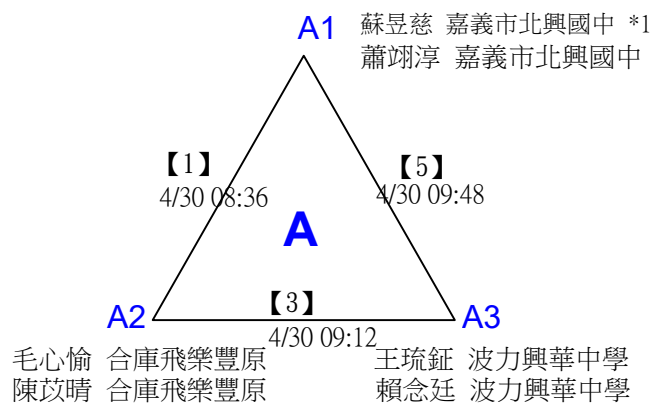 A1
蘇昱慈 嘉義市北興國中 *1
蕭翊淳 嘉義市北興國中
【1】
4/30 08:36
【5】
4/30 09:48
A
【3】
4/30 09:12
A2
A3
毛心愉 合庫飛樂豐原
陳苡晴 合庫飛樂豐原
王琉鉦 波力興華中學
賴念廷 波力興華中學